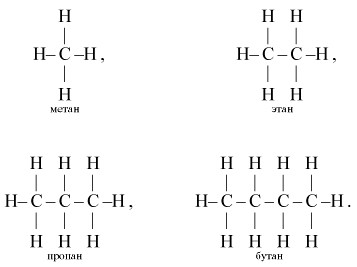 H H H
H–C–H, H–C–C–H,
H H H
метан этан
H H H H H H H
H–C–C–C–H, H–C–C–C–C–H.
H H H H H H H
пропан бутан